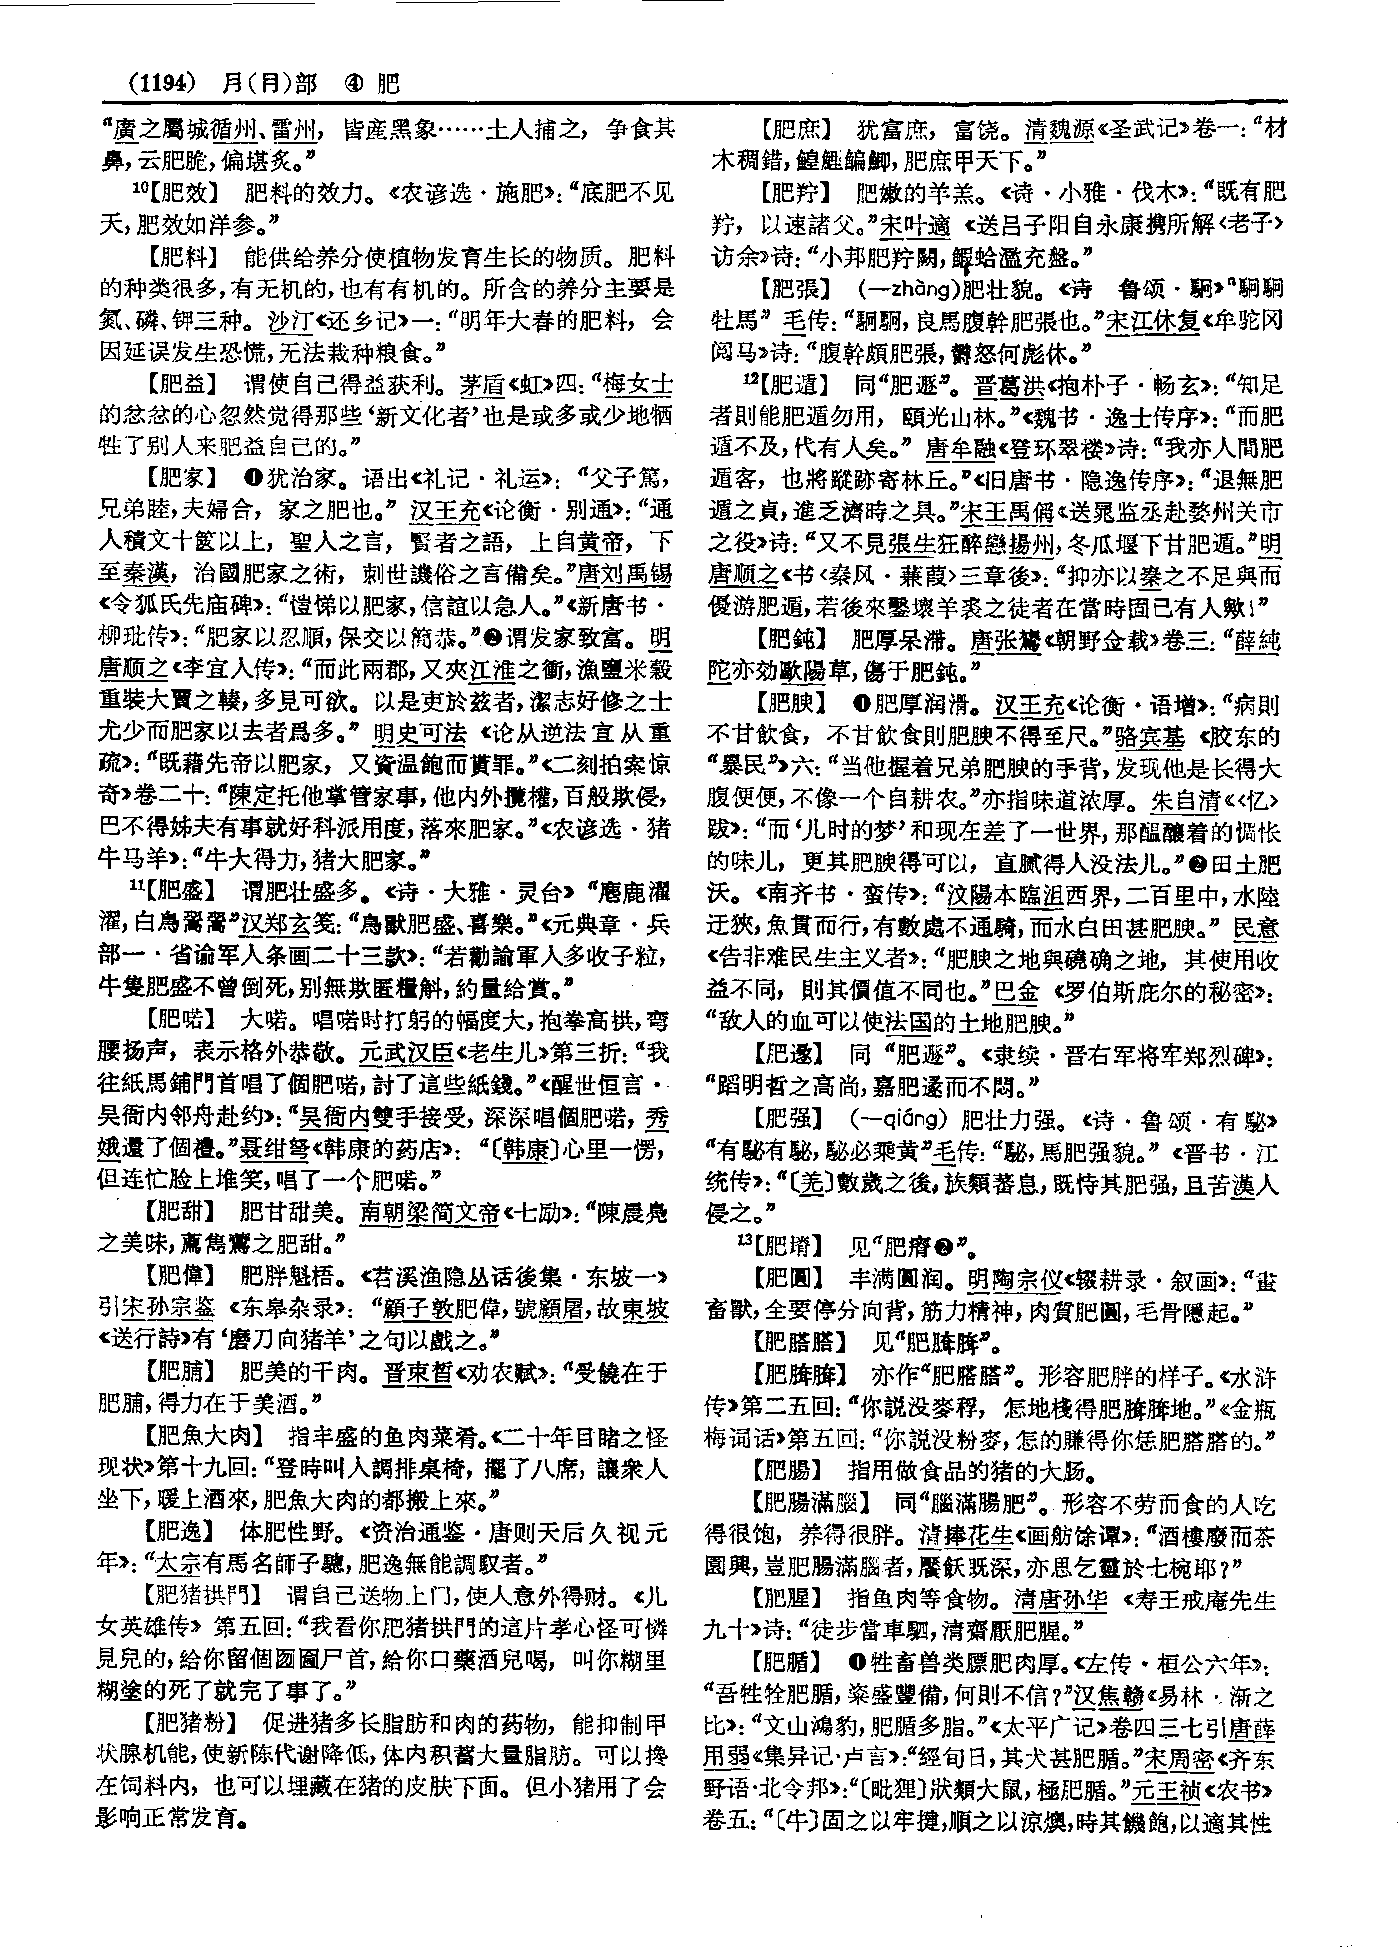 (1194) 月(⺝)部 ④ 肥
“廣之屬城循州、雷州，皆産黑象……土人捕之，争食其
鼻，云肥脆，偏堪炙。”
10【肥效】 肥料的效力。《农谚选·施肥》：“底肥不见
天，肥效如洋参。”
【肥料】 能供给养分使植物发育生长的物质。肥料
的种类很多，有无机的，也有有机的。所含的养分主要是
氮、磷、钾三种。沙汀《还乡记》一：“明年大春的肥料，会
因延误发生恐慌，无法栽种粮食。”
【肥益】 谓使自己得益获利。茅盾《虹》四：“梅女士
的忿忿的心忽然觉得那些‘新文化者’也是或多或少地牺
牲了别人来肥益自己的。”
【肥家】 ❶犹治家。语出《礼记·礼运》：“父子篤，
兄弟睦，夫婦合，家之肥也。”汉王充《论衡·别通》：“通
人積文十篋以上，聖人之言，賢者之語，上自黄帝，下
至秦漢，治國肥家之術，刺世譏俗之言備矣。”唐刘禹锡
《令狐氏先庙碑》：“愷悌以肥家，信誼以急人。”《新唐书·
柳玭传》：“肥家以忍順，保交以簡恭。”❷谓发家致富。明
唐顺之《李宜人传》：“而此兩郡，又夾江淮之衝，漁鹽米穀
重裝大賈之輳，多見可欲。以是吏於兹者，潔志好修之士
尤少而肥家以去者爲多。”明史可法《论从逆法宜从重
疏》：“既藉先帝以肥家，又資温飽而貰罪。”《二刻拍案惊
奇》卷二十：“陳定托他掌管家事，他内外攬權，百般欺侵，
巴不得姊夫有事就好科派用度，落來肥家。”《农谚选·猪
牛马羊》：“牛大得力，猪大肥家。”
11【肥盛】 谓肥壮盛多。《诗·大雅·灵台》“麀鹿濯
濯，白鳥翯翯”汉郑玄笺：“鳥獸肥盛、喜樂。”《元典章·兵
部一·省谕军人条画二十三款》：“若勸諭軍人多收子粒，
牛隻肥盛不曾倒死，别無欺匿糧斛，約量給賞。”
【肥喏】 大喏。唱喏时打躬的幅度大，抱拳高拱，弯
腰扬声，表示格外恭敬。元武汉臣《老生儿》第三折：“我
往紙馬鋪門首唱了個肥喏，討了這些紙錢。”《醒世恒言·
吴衙内邻舟赴约》：“吴衙内雙手接受，深深唱個肥喏，秀
娥還了個禮。”聂绀弩《韩康的药店》：“〔韩康〕心里一愣，
但连忙脸上堆笑，唱了一个肥喏。”
【肥甜】 肥甘甜美。南朝梁简文帝《七励》：“陳晨鳧
之美味，薦雋鷰之肥甜。”
【肥偉】 肥胖魁梧。《苕溪渔隐丛话後集·东坡一》
引宋孙宗鉴《东皋杂录》：“顧子敦肥偉，號顧屠，故東坡
《送行詩》有‘磨刀向猪羊’之句以戲之。”
【肥脯】 肥美的干肉。晋束皙《劝农赋》：“受饒在于
肥脯，得力在于美酒。”
【肥魚大肉】 指丰盛的鱼肉菜肴。《二十年目睹之怪
现状》第十九回：“登時叫人調排桌椅，擺了八席，讓衆人
坐下，暖上酒來，肥魚大肉的都搬上來。”
【肥逸】 体肥性野。《资治通鉴·唐则天后久视元
年》：“太宗有馬名師子驄，肥逸無能調馭者。”
【肥猪拱門】 谓自己送物上门，使人意外得财。《儿
女英雄传》第五回：“我看你肥猪拱門的這片孝心怪可憐
見兒的，給你留個囫圇尸首，給你口藥酒兒喝，叫你糊里
糊塗的死了就完了事了。”
【肥猪粉】 促进猪多长脂肪和肉的药物，能抑制甲
状腺机能，使新陈代谢降低，体内积蓄大量脂肪。可以搀
在饲料内，也可以埋藏在猪的皮肤下面。但小猪用了会
影响正常发育。
【肥庶】 犹富庶，富饶。清魏源《圣武记》卷一：“材
木稠錯，鰉魼鯿鯽，肥庶甲天下。”
【肥羜】 肥嫩的羊羔。《诗·小雅·伐木》：“既有肥
羜，以速諸父。”宋叶適《送吕子阳自永康携所解〈老子〉
访余》诗：“小邦肥羜闕，蝦蛤濫充盤。”
【肥張】 (—zhàng)肥壮貌。《诗 鲁颂·駉》“駉駉
牡馬”毛传：“駉駉，良馬腹幹肥張也。”宋江休复《牟驼冈
阅马》诗：“腹幹頗肥張，鬱怒何彪休。”
12【肥遁】 同“肥遯”。晋葛洪《抱朴子·畅玄》：“知足
者則能肥遁勿用，頤光山林。”《魏书·逸士传序》：“而肥
遁不及，代有人矣。”唐牟融《登环翠楼》诗：“我亦人間肥
遁客，也將蹤跡寄林丘。”《旧唐书·隐逸传序》：“退無肥
遁之貞，進乏濟時之具。”宋王禹偁《送晁监丞赴婺州关市
之役》诗：“又不見張生狂醉戀揚州，冬瓜堰下甘肥遁。”明
唐顺之《书〈秦风·蒹葭〉三章後》：“抑亦以秦之不足與而
優游肥遁，若後來鑿壞羊裘之徒者在當時固已有人歟！”
【肥鈍】 肥厚呆滞。唐张鷟《朝野佥载》卷三：“薛純
陀亦効歐陽草，傷于肥鈍。”
【肥腴】 ❶肥厚润滑。汉王充《论衡·语增》：“病則
不甘飲食，不甘飲食則肥腴不得至尺。”骆宾基《胶东的
“暴民”》六：“当他握着兄弟肥腴的手背，发现他是长得大
腹便便，不像一个自耕农。”亦指味道浓厚。朱自清《〈忆〉
跋》：“而‘儿时的梦’和现在差了一世界，那醖釀着的惆怅
的味儿，更其肥腴得可以，直腻得人没法儿。”❷田土肥
沃。《南齐书·蛮传》：“汶陽本臨沮西界，二百里中，水陸
迂狹，魚貫而行，有數處不通騎，而水白田甚肥腴。”民意
《告非难民生主义者》：“肥腴之地與磽确之地，其使用收
益不同，則其價值不同也。”巴金《罗伯斯庇尔的秘密》：
“敌人的血可以使法国的土地肥腴。”
【肥遂】 同“肥遯”。《隶续·晋右军将军郑烈碑》：
“蹈明哲之高尚，嘉肥遂而不悶。”
【肥强】 (—qiáng) 肥壮力强。《诗·鲁颂·有駜》
“有駜有駜，駜必乘黄”毛传：“駜，馬肥强貌。”《晋书·江
统传》：“〔羌〕數歲之後，族類蕃息，既恃其肥强，且苦漢人
侵之。”
13【肥塉】 见“肥瘠❷”。
【肥圓】 丰满圆润。明陶宗仪《辍耕录·叙画》：“畫
畜獸，全要停分向背，筋力精神，肉質肥圓，毛骨隱起。”
【肥𦞂𦞂】 见“肥腯腯”。
【肥腯腯】 亦作“肥𦞂𦞂”。形容肥胖的样子。《水浒
传》第二五回：“你説没麥稃，怎地棧得肥腯腯地。”《金瓶
梅词话》第五回：“你説没粉麥，怎的賺得你恁肥𦞂𦞂的。”
【肥腸】 指用做食品的猪的大肠。
【肥腸滿腦】 同“腦滿腸肥”。形容不劳而食的人吃
得很饱，养得很胖。清捧花生《画舫馀谭》：“酒樓廢而茶
園興，豈肥腸滿腦者，饜飫既深，亦思乞靈於七椀耶？”
【肥腥】 指鱼肉等食物。清唐孙华《寿王戒庵先生
九十》诗：“徒步當車駟，清齋厭肥腥。”
【肥腯】 ❶牲畜兽类膘肥肉厚。《左传·桓公六年》：
“吾牲牷肥腯，粢盛豐備，何則不信？”汉焦赣《易林·渐之
比》：“文山鴻豹，肥腯多脂。”《太平广记》卷四三七引唐薛
用弱《集异记·卢言》：“經旬日，其犬甚肥腯。”宋周密《齐东
野语·北令邦》：“〔毗狸〕狀類大鼠，極肥腯。”元王祯《农书》
卷五：“〔牛〕固之以牢揵，順之以涼燠，時其饑飽，以適其性